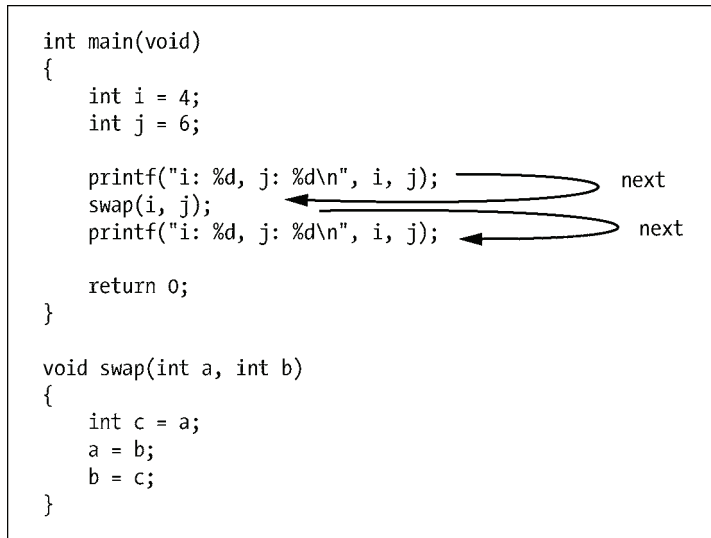 int main(void)
{
    int i = 4;
    int j = 6;

    printf("i: %d, j: %d\n", i, j); next
    swap(i, j);
    printf("i: %d, j: %d\n", i, j); next

    return 0;
}

void swap(int a, int b)
{
    int c = a;
    a = b;
    b = c;
}